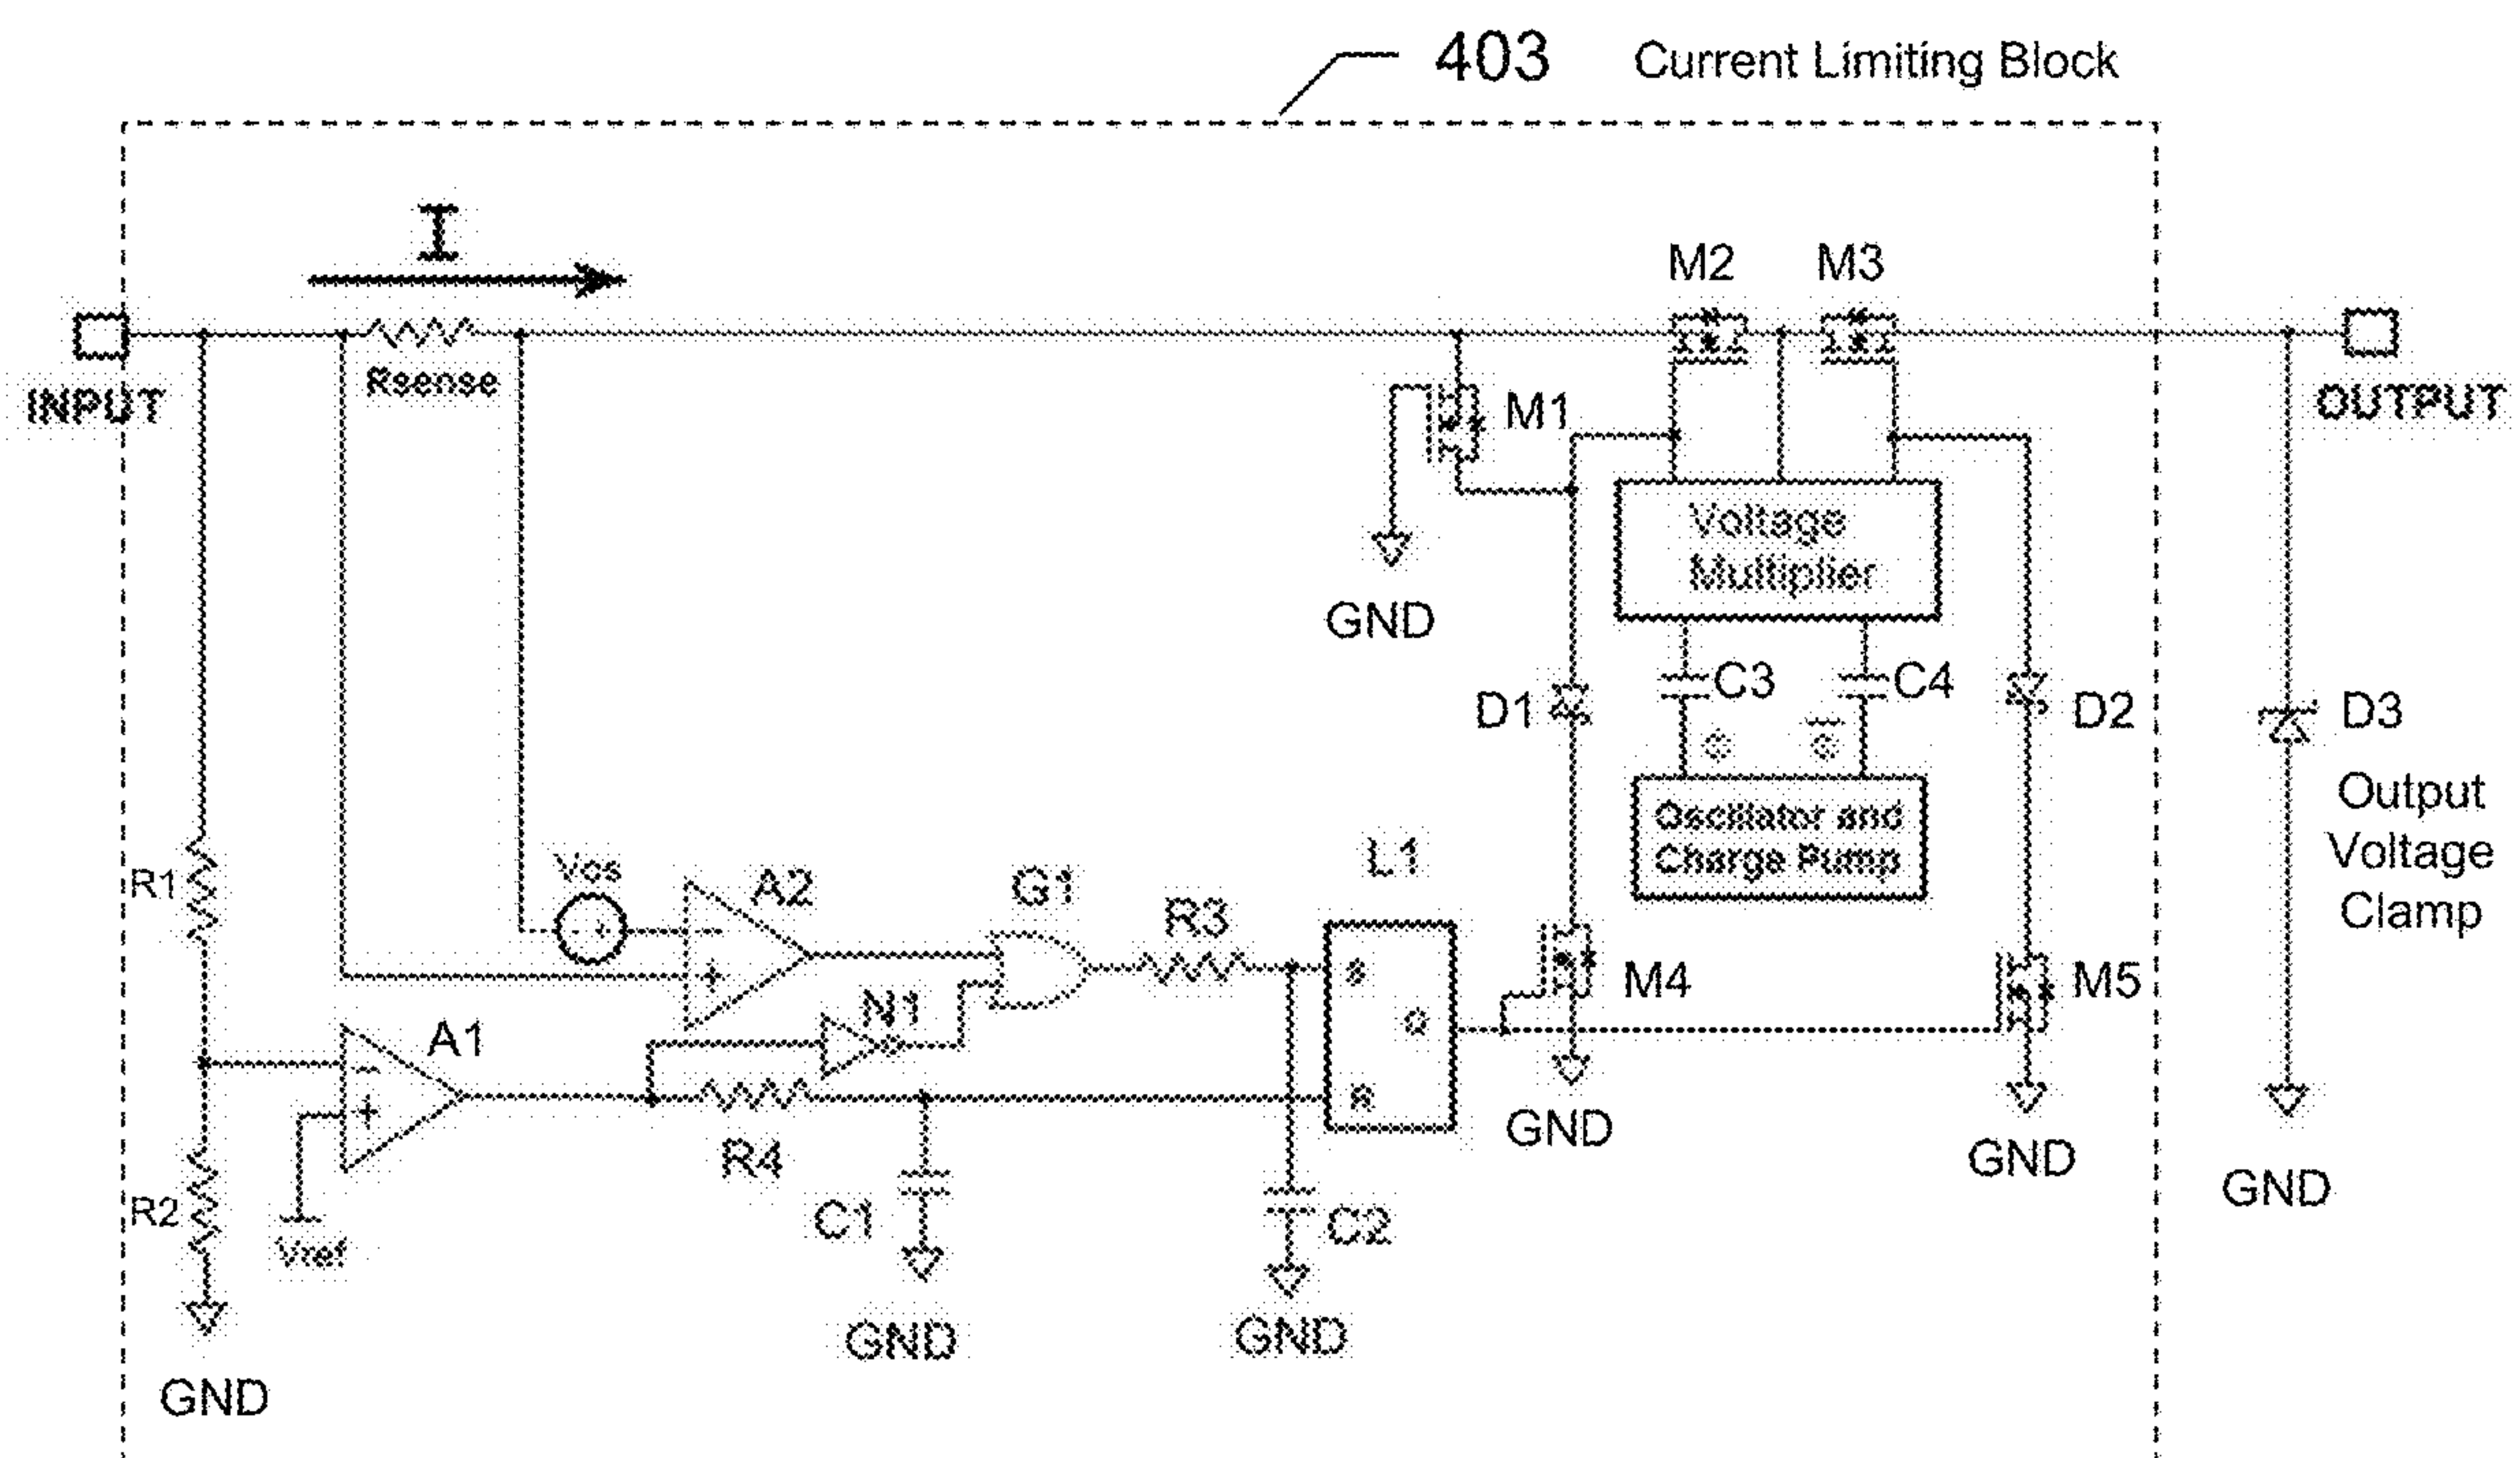 403 Current Limiting Block
I
M2 M3
INPUT
Rsense
M1
OUTPUT
Voltage
Multiplier
GND
D1
C3
C4
D2
D3
Output
Voltage
Clamp
Oscillator and
Charge Pump
L1
R1
Vos
A2
G1
R3
S
Q
R
M4
M5
A1
N1
R4
R2
Vref
C1
C2
GND
GND
GND
GND
GND
GND